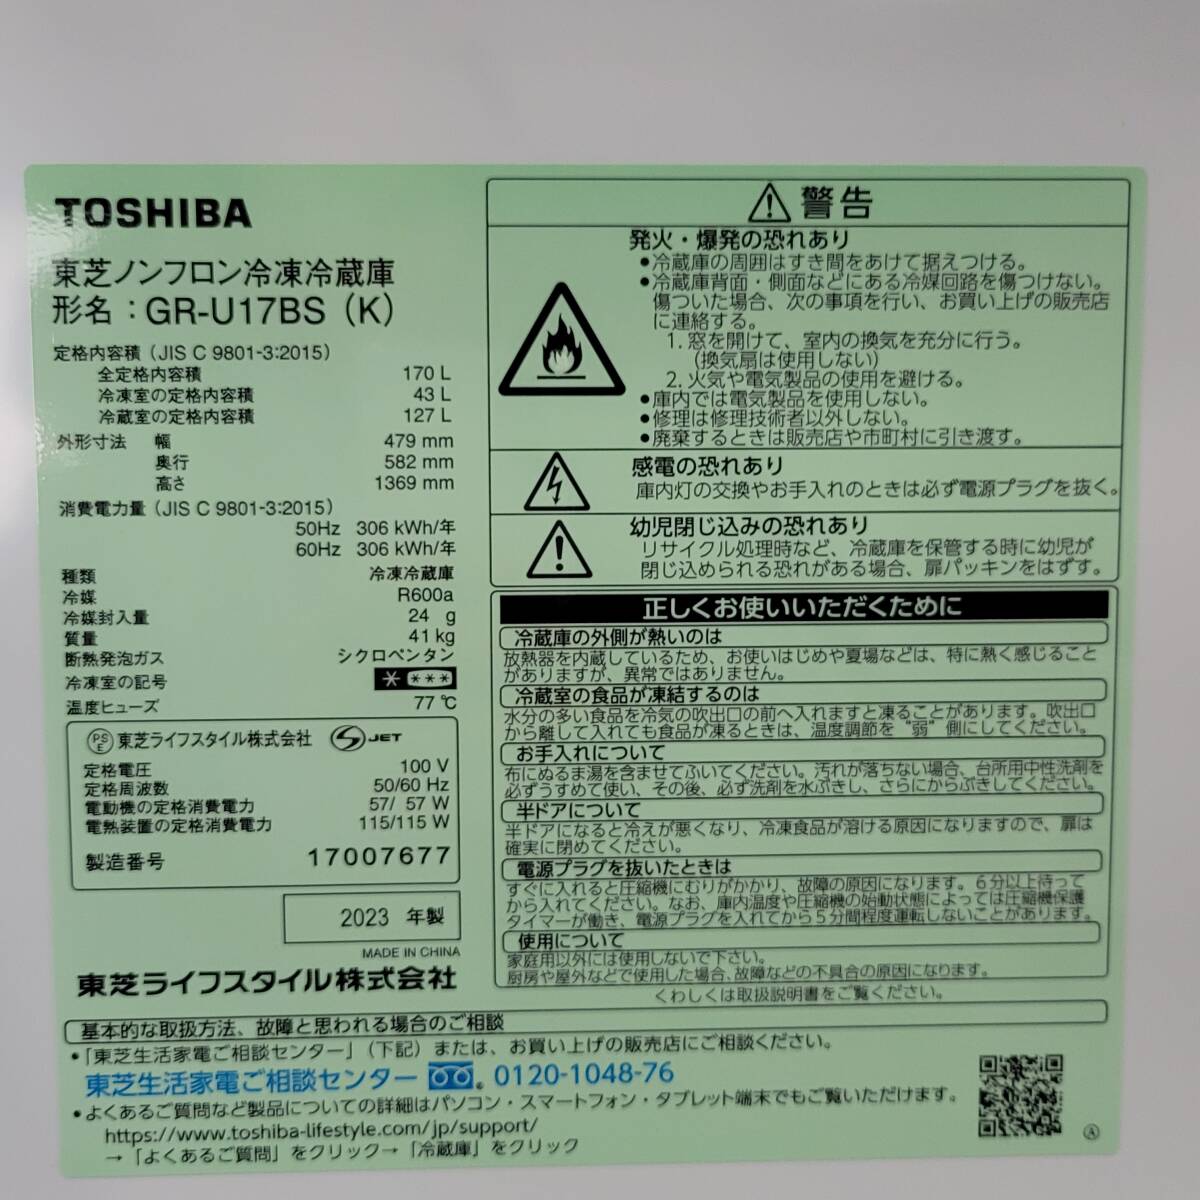 TOSHIBA
東芝ノンフロン冷凍冷蔵庫
形名：GR-U17BS（K）
定格内容積（JIS C 9801-3:2015）
全定格内容積 170 L
冷凍室の定格内容積 43 L
冷蔵室の定格内容積 127 L
外形寸法 幅 479 mm
奥行 582 mm
高さ 1369 mm
消費電力量（JIS C 9801-3:2015）
50Hz 306 kWh/年
60Hz 306 kWh/年
種類 冷凍冷蔵庫
冷媒 R600a
冷媒封入量 24 g
質量 41 kg
断熱発泡ガス シクロペンタン
冷凍室の記号 * ***
温度ヒューズ 77 ℃
PSE 東芝ライフスタイル株式会社 JET
定格電圧 100 V
定格周波数 50/60 Hz
電動機の定格消費電力 57/ 57 W
電熱装置の定格消費電力 115/115 W
製造番号 17007677
2023 年製
MADE IN CHINA
東芝ライフスタイル株式会社
警告
発火・爆発の恐れあり
●冷蔵庫の周囲はすき間をあけて据えつける。
●冷蔵庫背面・側面などにある冷媒回路を傷つけない。
傷ついた場合、次の事項を行い、お買い上げの販売店
に連絡する。
1. 窓を開けて、室内の換気を充分に行う。
（換気扇は使用しない）
2. 火気や電気製品の使用を避ける。
●庫内では電気製品を使用しない。
●修理は修理技術者以外しない。
●廃棄するときは販売店や市町村に引き渡す。
感電の恐れあり
庫内灯の交換やお手入れのときは必ず電源プラグを抜く。
幼児閉じ込みの恐れあり
リサイクル処理時など、冷蔵庫を保管する時に幼児が
閉じ込められる恐れがある場合、扉パッキンをはずす。
正しくお使いいただくために
冷蔵庫の外側が熱いのは
放熱器を内蔵しているため、お使いはじめや夏場などは、特に熱く感じること
がありますが、異常ではありません。
冷蔵室の食品が凍結するのは
水分の多い食品を冷気の吹出口の前へ入れますと凍ることがあります。吹出口
から離して入れても食品が凍るときは、温度調節を“弱”側にしてください。
お手入れについて
布にぬるま湯を含ませてふいてください。汚れが落ちない場合、台所用中性洗剤を
必ずうすめて使い、その後、必ず洗剤を水ぶきし、さらにからぶきしてください。
半ドアについて
半ドアになると冷えが悪くなり、冷凍食品が溶ける原因になりますので、扉は
確実に閉めてください。
電源プラグを抜いたときは
すぐに入れると圧縮機にむりがかかり、故障の原因になります。6分以上待って
から入れてください。なお、庫内温度や圧縮機の始動状態によっては圧縮機保護
タイマーが働き、電源プラグを入れてから5分間程度運転しないことがあります。
使用について
家庭用以外には使用しないで下さい。
厨房や屋外などで使用した場合、故障などの不具合の原因になります。
くわしくは取扱説明書をご覧ください。
基本的な取扱方法、故障と思われる場合のご相談
•「東芝生活家電ご相談センター」（下記）または、お買い上げの販売店にご相談ください。
東芝生活家電ご相談センター 0120-1048-76
•よくあるご質問など製品についての詳細はパソコン・スマートフォン・タブレット端末でもご覧いただけます。
https://www.toshiba-lifestyle.com/jp/support/
→「よくあるご質問」をクリック→「冷蔵庫」をクリック
Ⓐ